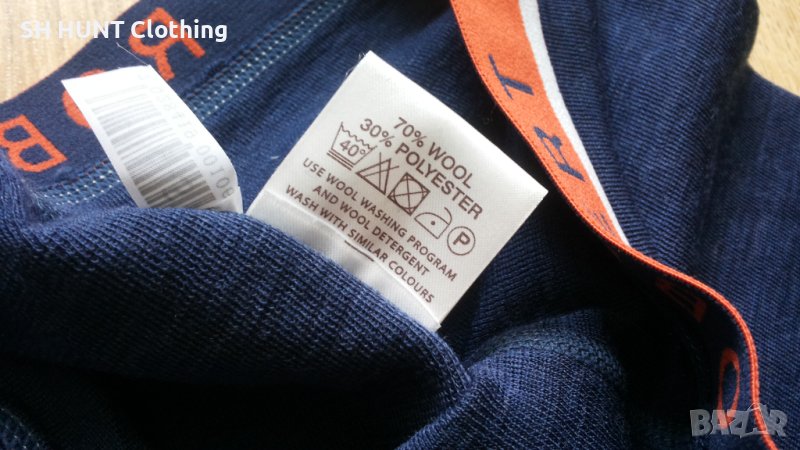 SH HUNT Clothing
70% WOOL
30% POLYESTER
40°
P
USE WOOL WASHING PROGRAM
AND WOOL DETERGENT
WASH WITH SIMILAR COLOURS
BAZAR